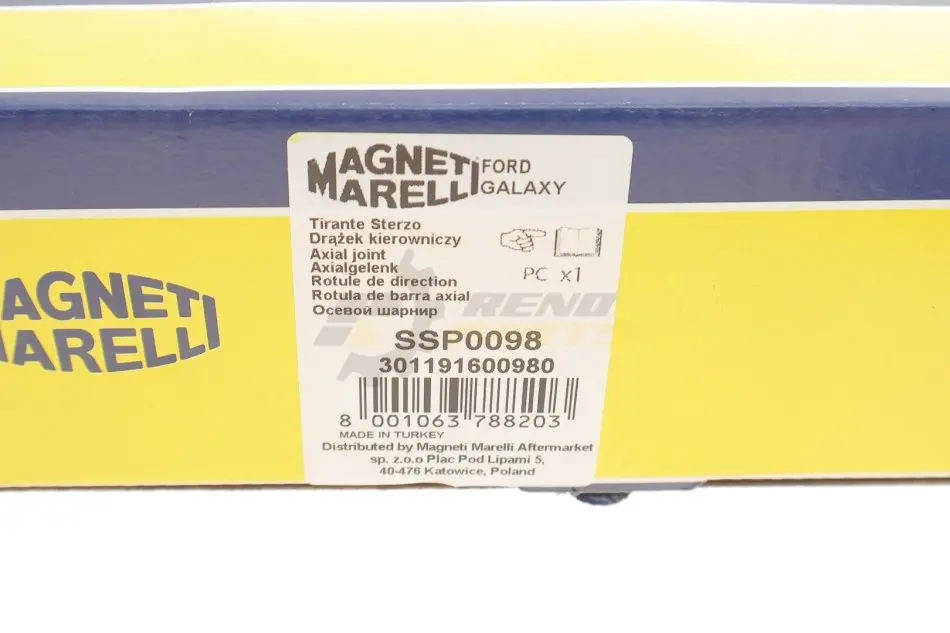 MAGNETI
MARELLI
FORD
GALAXY
Tirante Sterzo
Drążek kierowniczy
Axial joint
Axialgelenk
Rotule de direction
Rotula de barra axial
Осевой шарнир
PC x1
SSP0098
301191600980
8 001063 788203
MADE IN TURKEY
Distributed by Magneti Marelli Aftermarket
sp. z.o.o Plac Pod Lipami 5,
40-476 Katowice, Poland
MAGNETI
MARELLI